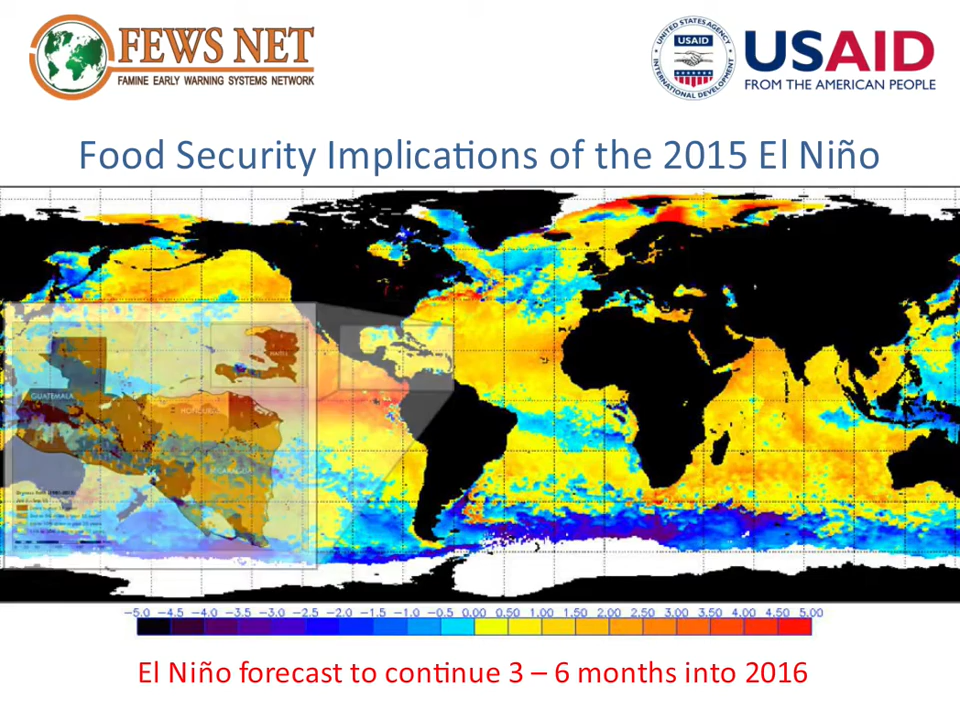 FEWS NET
FAMINE EARLY WARNING SYSTEMS NETWORK
UNITED STATES AGENCY
USAID
INTERNATIONAL DEVELOPMENT
USAID
FROM THE AMERICAN PEOPLE
Food Security Implications of the 2015 El Niño
HAITI
GUATEMALA
HONDURAS
NICARAGUA
-5.0 -4.5 -4.0 -3.5 -3.0 -2.5 -2.0 -1.5 -1.0 -0.5 0.00 0.50 1.00 1.50 2.00 2.50 3.00 3.50 4.00 4.50 5.00
El Niño forecast to continue 3 – 6 months into 2016